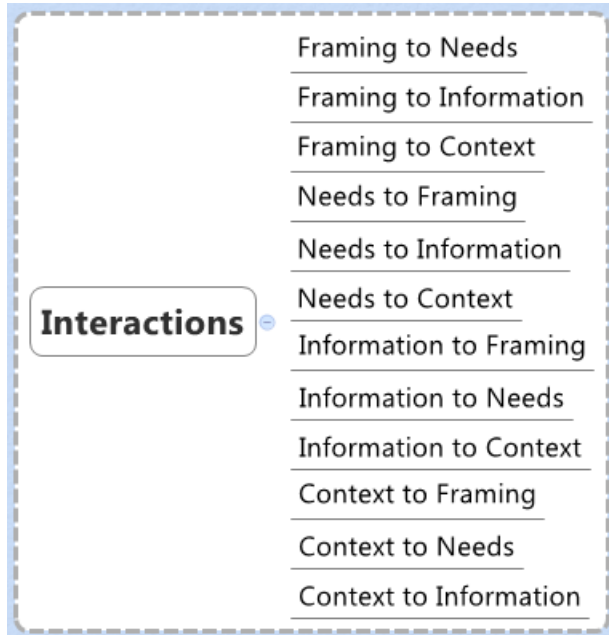 Framing to Needs
Framing to Information
Framing to Context
Needs to Framing
Needs to Information
Needs to Context
Interactions
Information to Framing
Information to Needs
Information to Context
Context to Framing
Context to Needs
Context to Information